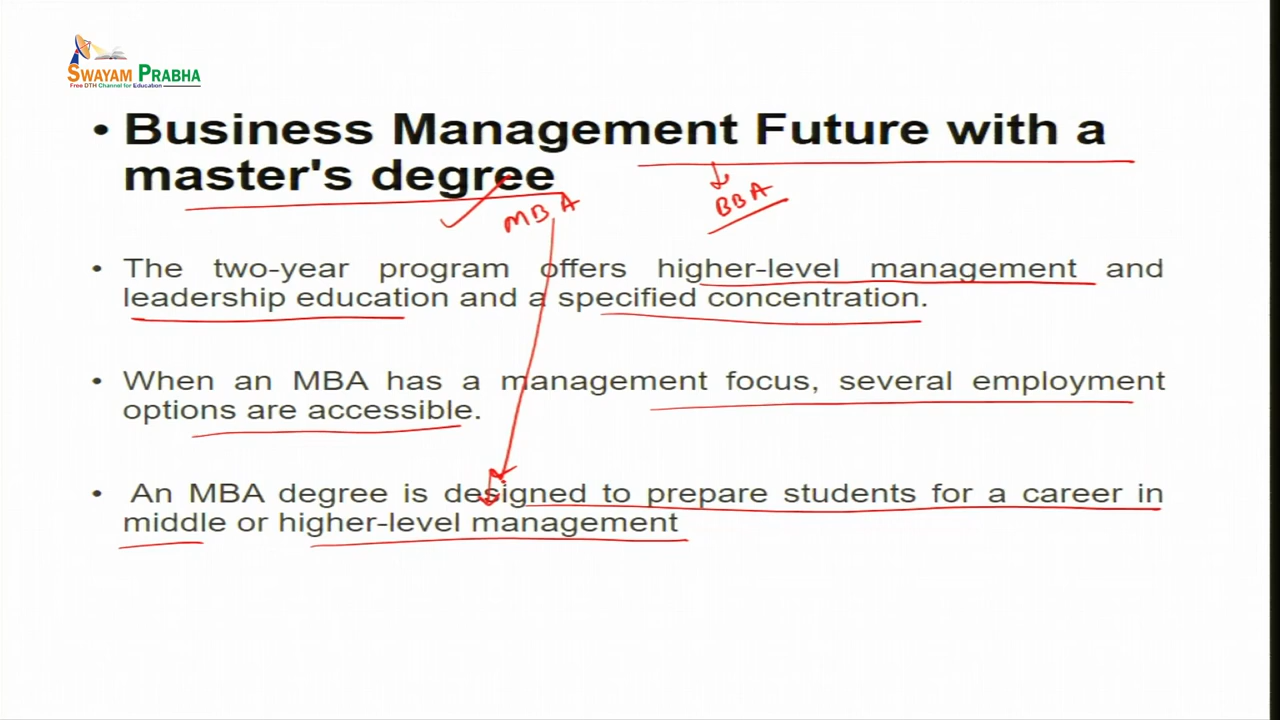 SWAYAM PRABHA
Free DTH Channel for Education
• Business Management Future with a
master's degree
MBA
BBA
• The two-year program offers higher-level management and
leadership education and a specified concentration.
• When an MBA has a management focus, several employment
options are accessible.
• An MBA degree is designed to prepare students for a career in
middle or higher-level management